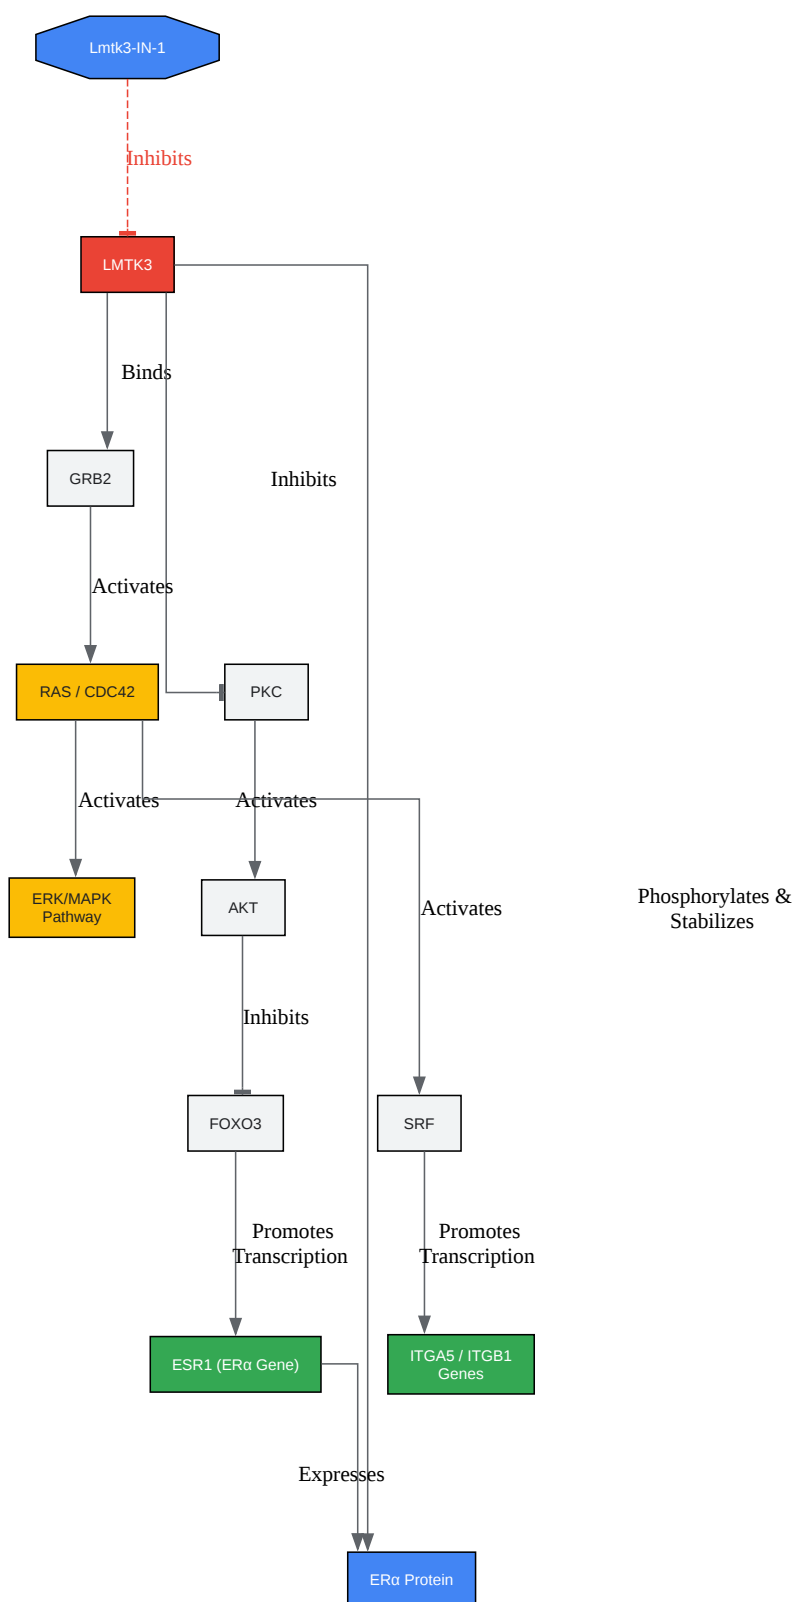 Lmtk3-IN-1
Inhibits
LMTK3
Binds
GRB2
Inhibits
Activates
RAS / CDC42
PKC
Activates
Activates
ERK/MAPK
Pathway
AKT
Activates
Phosphorylates &
Stabilizes
Inhibits
FOXO3
SRF
Promotes
Transcription
Promotes
Transcription
ESR1 (ERα Gene)
ITGA5 / ITGB1
Genes
Expresses
ERα Protein